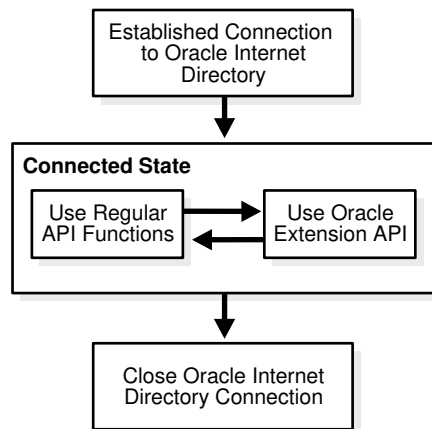 Established Connection
to Oracle Internet
Directory
Connected State
Use Regular
API Functions
Use Oracle
Extension API
Close Oracle Internet
Directory Connection